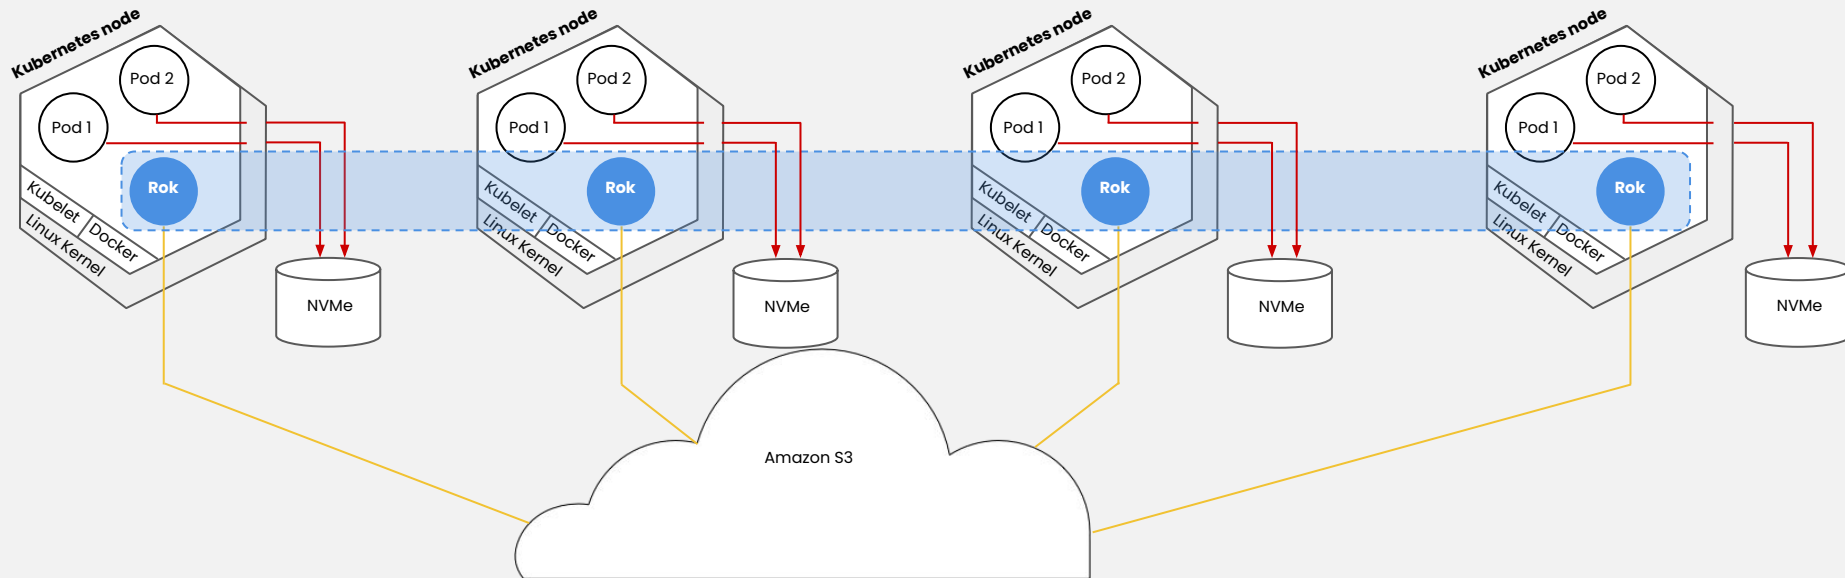 Kubernetes node
Pod 2
Pod 1
Rok
Kubelet
Docker
Linux Kernel
NVMe
Kubernetes node
Pod 2
Pod 1
Rok
Kubelet
Docker
Linux Kernel
NVMe
Kubernetes node
Pod 2
Pod 1
Rok
Kubelet
Docker
Linux Kernel
NVMe
Kubernetes node
Pod 2
Pod 1
Rok
Kubelet
Docker
Linux Kernel
NVMe
Amazon S3